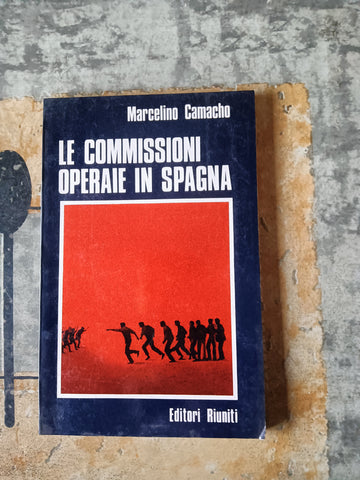 Marcelino Camacho
LE COMMISSIONI
OPERAIE IN SPAGNA
Editori Riuniti